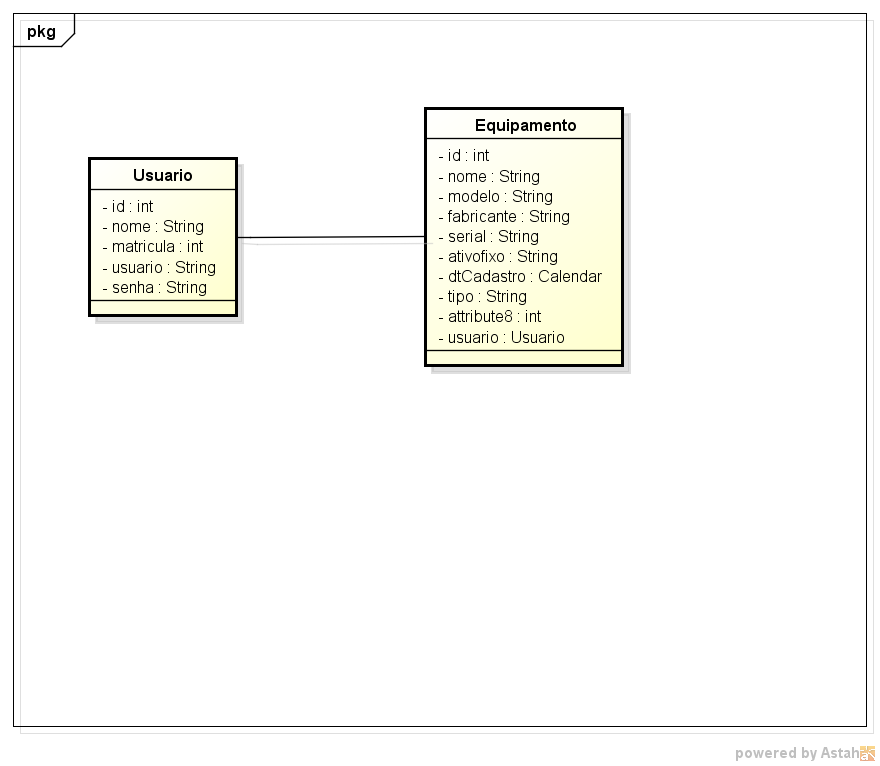 pkg
Usuario
- id : int
- nome : String
- matricula : int
- usuario : String
- senha : String
Equipamento
- id : int
- nome : String
- modelo : String
- fabricante : String
- serial : String
- ativofixo : String
- dtCadastro : Calendar
- tipo : String
- attribute8 : int
- usuario : Usuario
powered by Astah